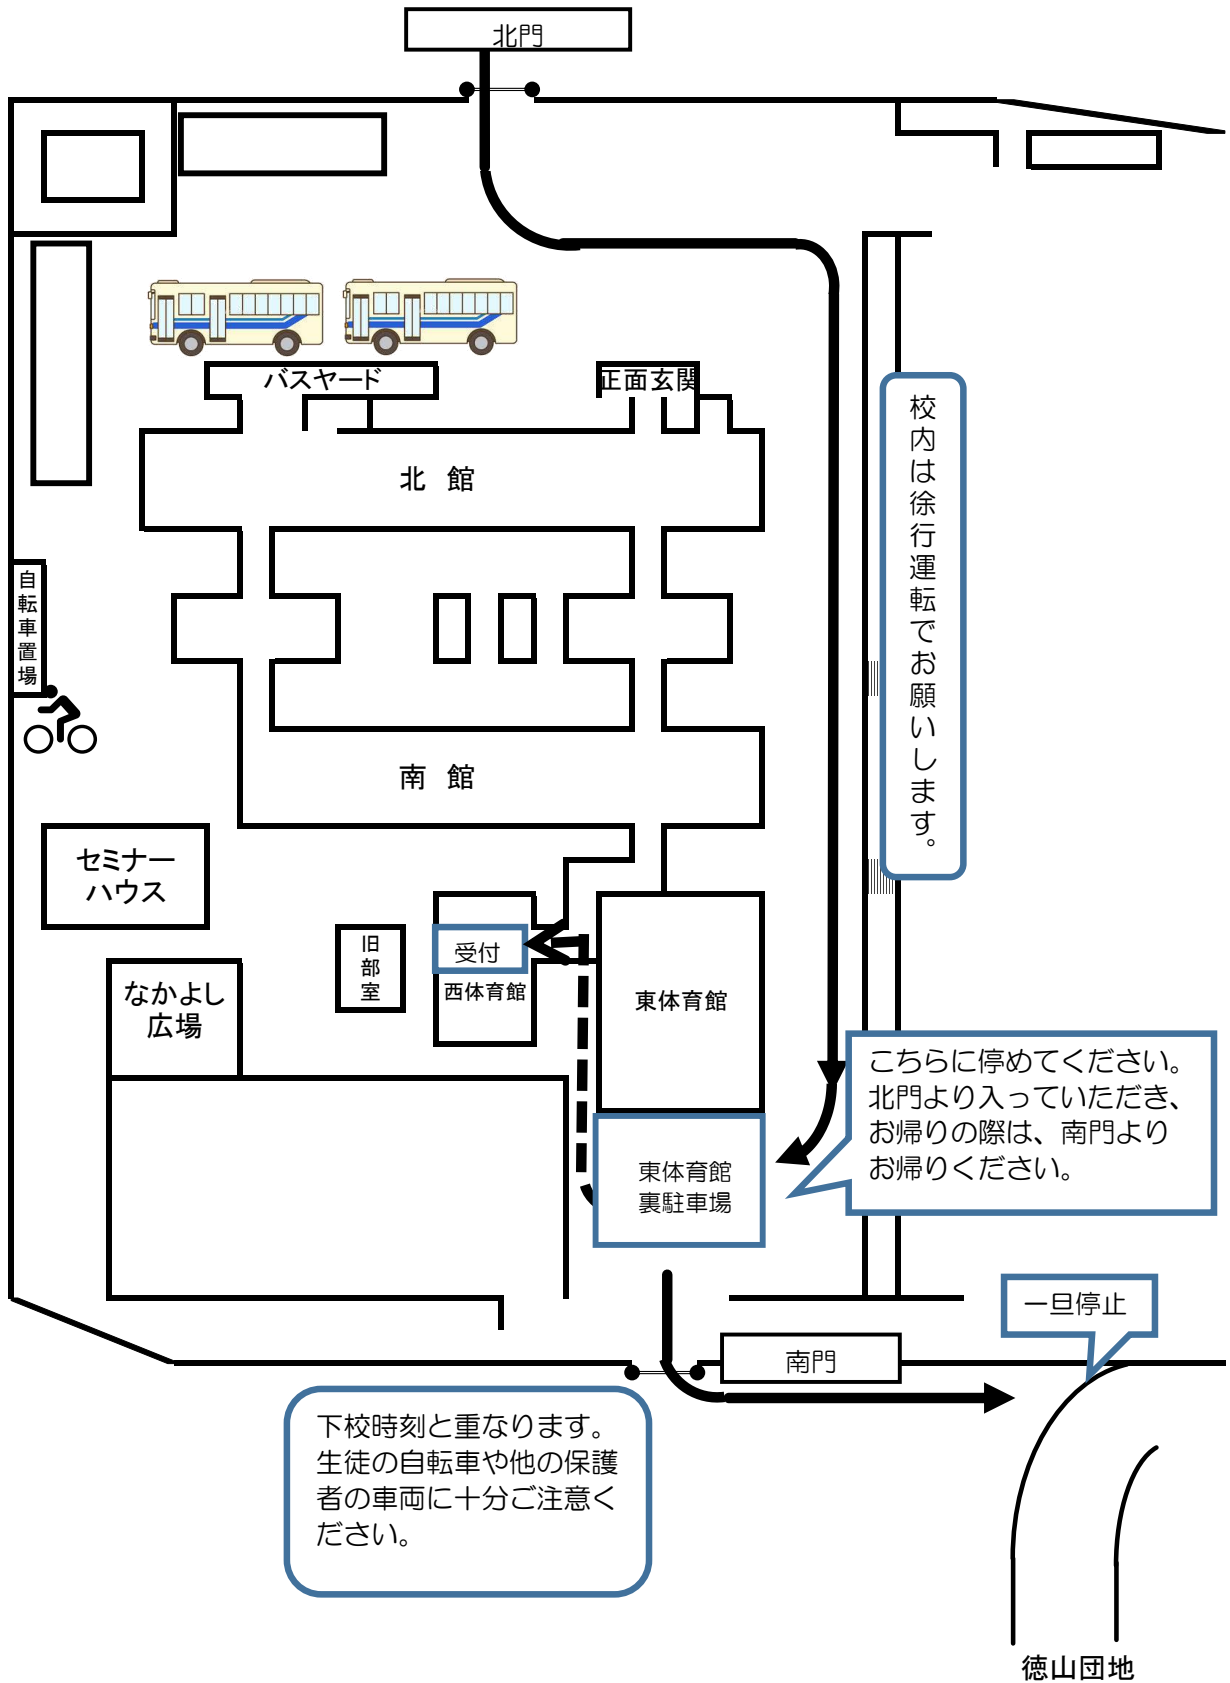 北門
バスヤード
正面玄関
北 館
校内は徐行運転でお願いします。
自転車置場
南 館
セミナー
ハウス
旧部室
受付
西体育館
東体育館
なかよし
広場
こちらに停めてください。
北門より入っていただき、
お帰りの際は、南門より
お帰りください。
東体育館
裏駐車場
一旦停止
南門
下校時刻と重なります。
生徒の自転車や他の保護
者の車両に十分ご注意く
ださい。
徳山団地